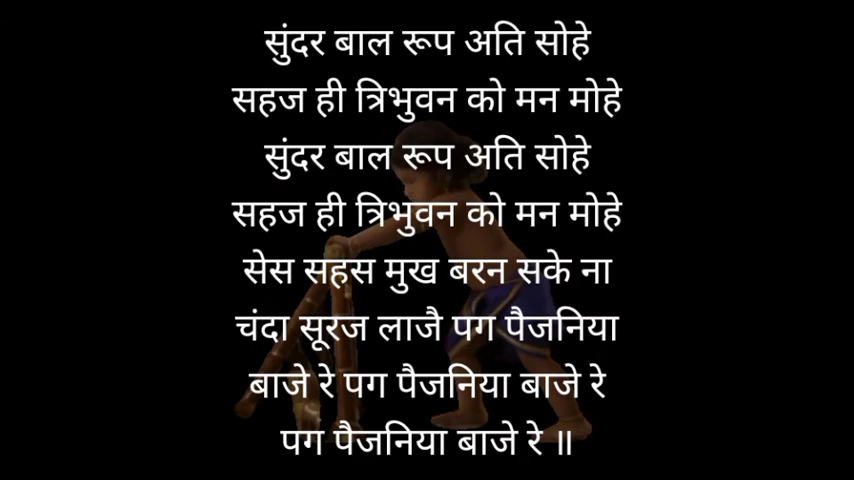 सुंदर बाल रूप अति सोहे
सहज ही त्रिभुवन को मन मोहे
सुंदर बाल रूप अति सोहे
सहज ही त्रिभुवन को मन मोहे
सेस सहस मुख बरन सके ना
चंदा सूरज लाजै पग पैजनिया
बाजे रे पग पैजनिया बाजे रे
पग पैजनिया बाजे रे ॥